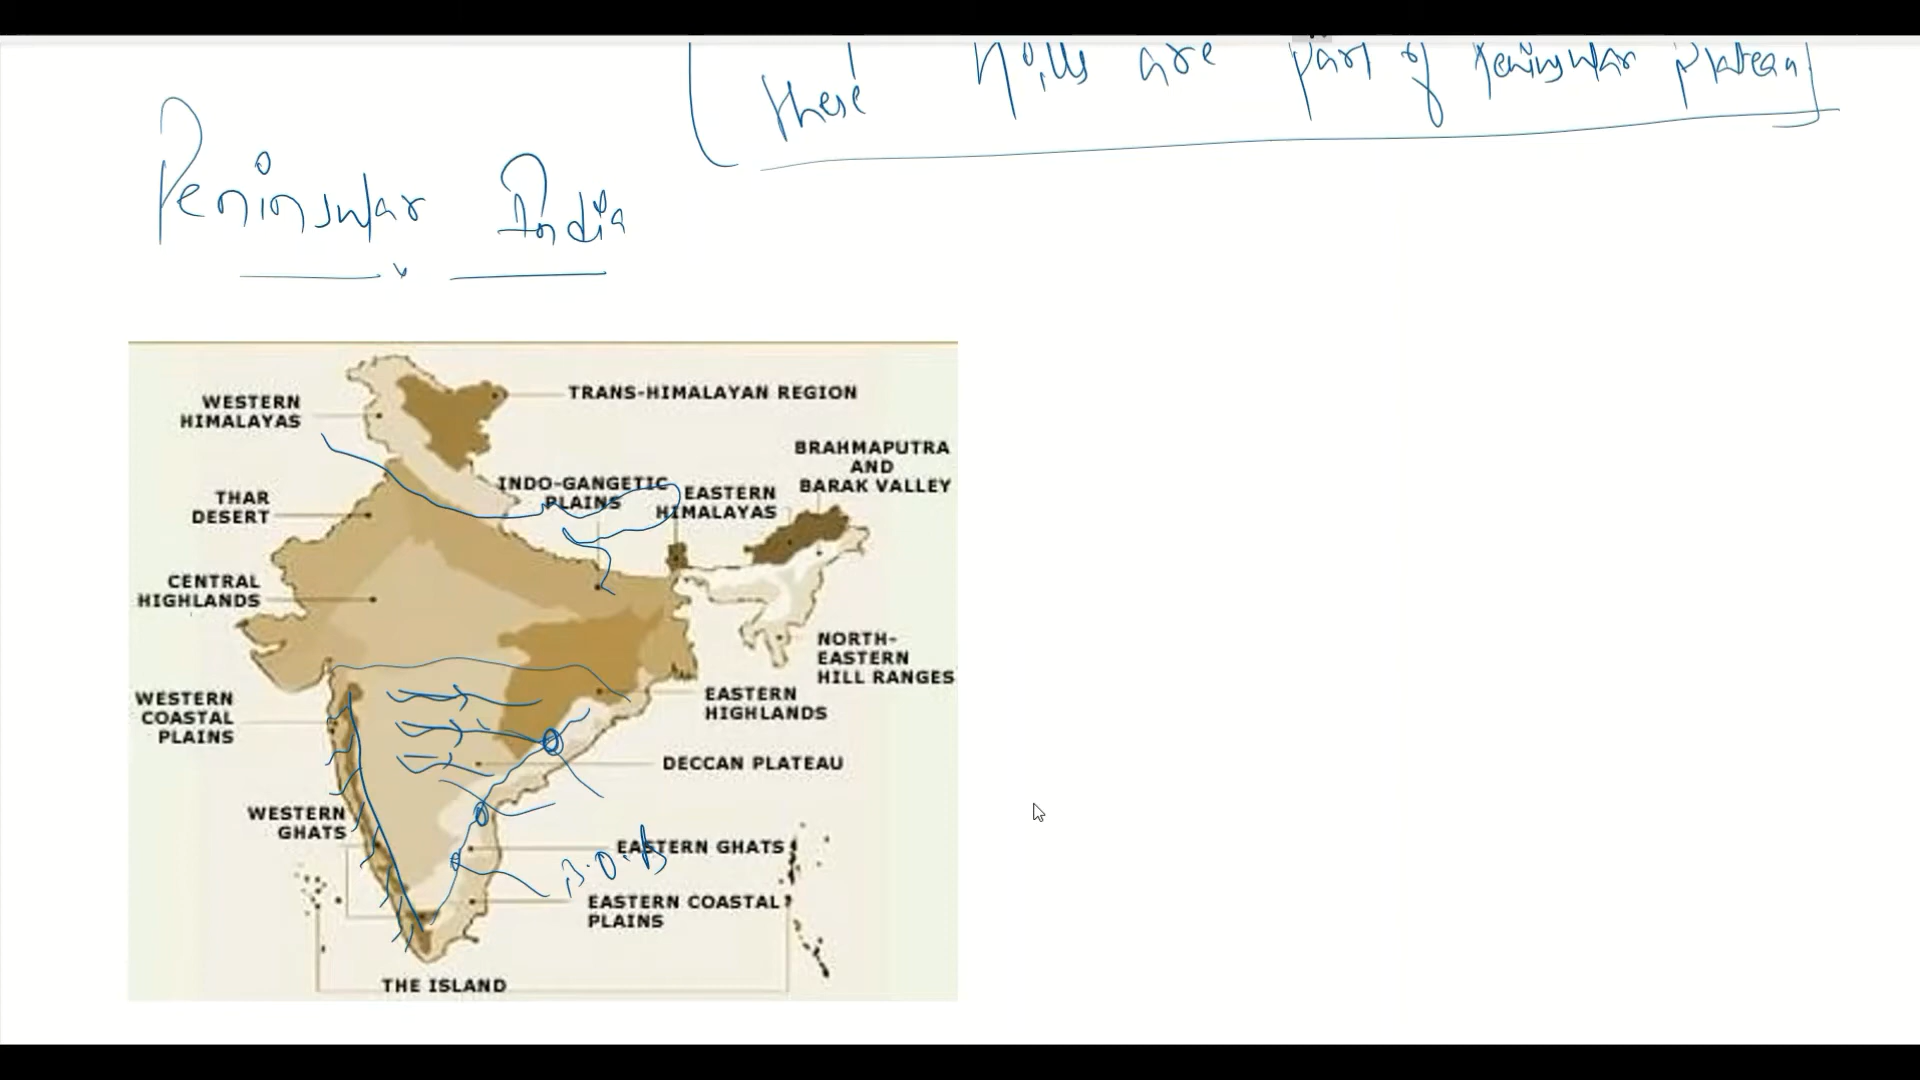 these Hills are part of Peninsular Plateau
Peninsular India
TRANS-HIMALAYAN REGION
WESTERN
HIMALAYAS
BRAHMAPUTRA
AND
BARAK VALLEY
INDO-GANGETIC
PLAINS
EASTERN
HIMALAYAS
THAR
DESERT
CENTRAL
HIGHLANDS
NORTH-
EASTERN
HILL RANGES
WESTERN
COASTAL
PLAINS
EASTERN
HIGHLANDS
DECCAN PLATEAU
WESTERN
GHATS
EASTERN GHATS
B.O.B
EASTERN COASTAL
PLAINS
THE ISLAND